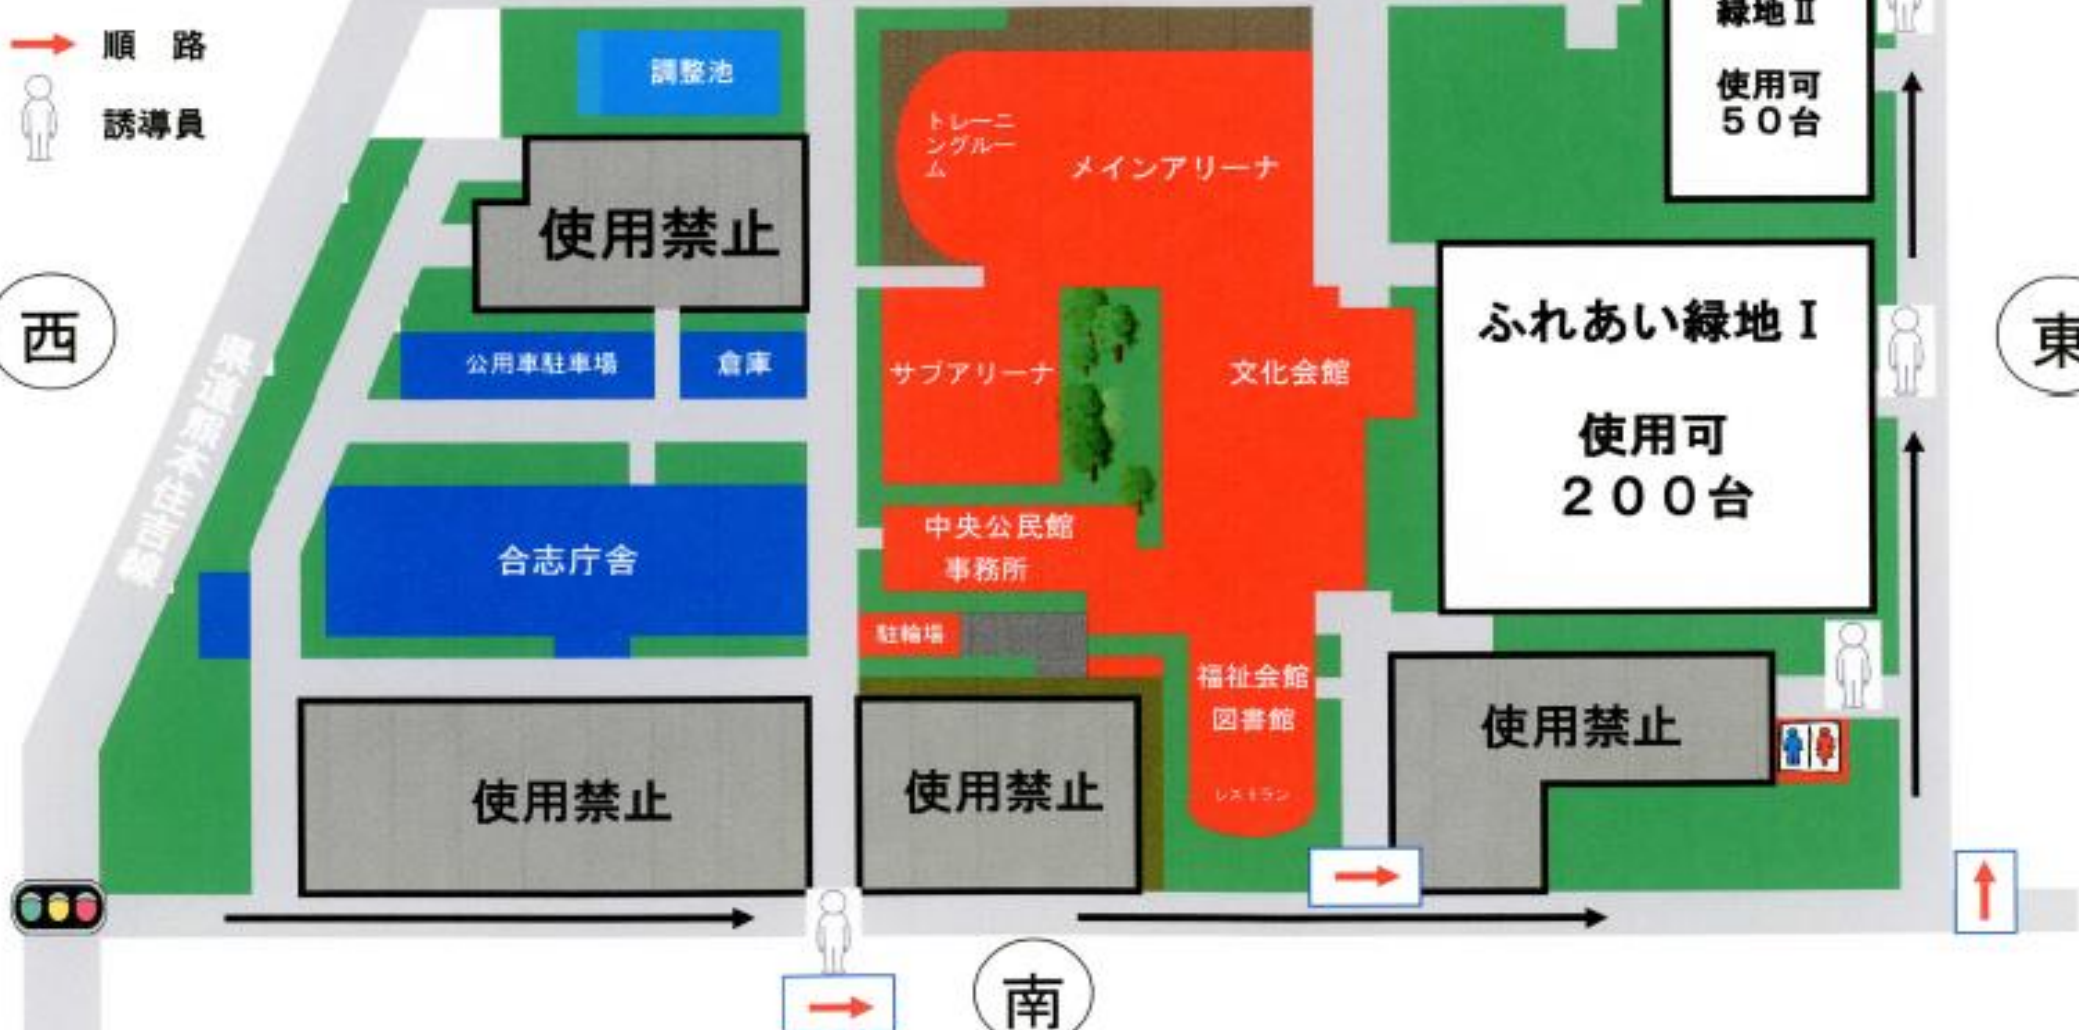 順 路
誘導員
調整池
緑地Ⅱ
使用可
５０台
トレーニ
ングルー
ム
メインアリーナ
使用禁止
西
県道熊本住吉線
公用車駐車場
倉庫
サブアリーナ
文化会館
ふれあい緑地Ⅰ
使用可
２００台
東
合志庁舎
中央公民館
事務所
駐輪場
福祉会館
図書館
レストラン
使用禁止
使用禁止
使用禁止
南